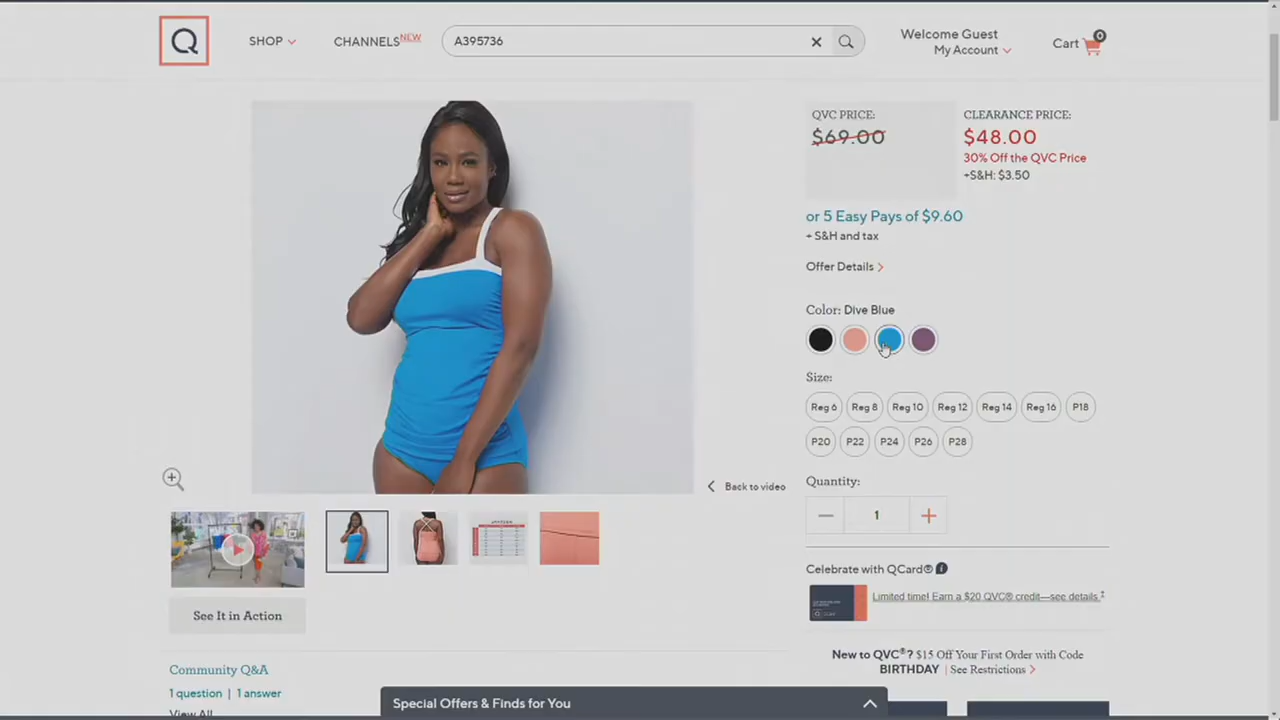 Q
SHOP
CHANNELS NEW
A395736
Welcome Guest
My Account
Cart 0
QVC PRICE:
$69.00
CLEARANCE PRICE:
$48.00
30% Off the QVC Price
+S&H: $3.50
or 5 Easy Pays of $9.60
+ S&H and tax
Offer Details
Color: Dive Blue
Size:
Reg 6 Reg 8 Reg 10 Reg 12 Reg 14 Reg 16 P18
P20 P22 P24 P26 P28
Back to video
Quantity:
1
Celebrate with QCard®
Limited time! Earn a $20 QVC® credit—see details.‡
See It in Action
New to QVC®? $15 Off Your First Order with Code
BIRTHDAY | See Restrictions
Community Q&A
1 question | 1 answer
View All
Special Offers & Finds for You